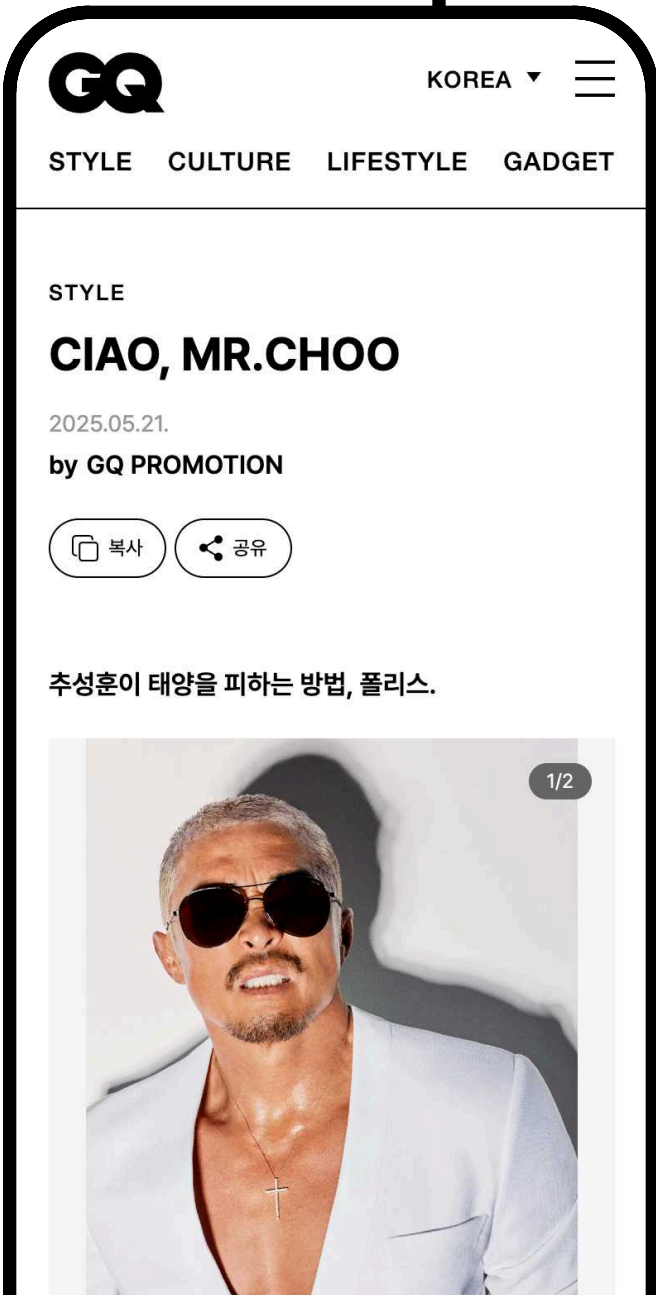 GQ
KOREA ▼
STYLE CULTURE LIFESTYLE GADGET
STYLE
CIAO, MR.CHOO
2025.05.21.
by GQ PROMOTION
복사 공유
추성훈이 태양을 피하는 방법, 폴리스.
1/2